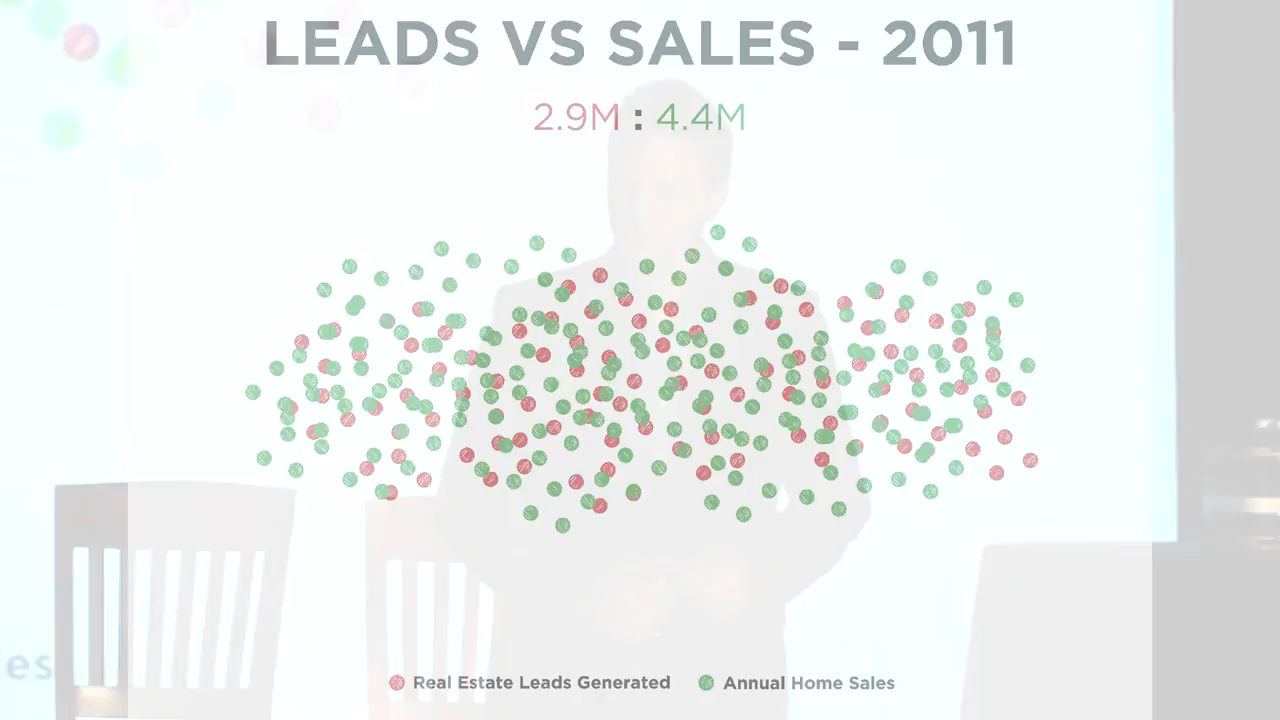 LEADS VS SALES - 2011
2.9M : 4.4M
Real Estate Leads Generated
Annual Home Sales